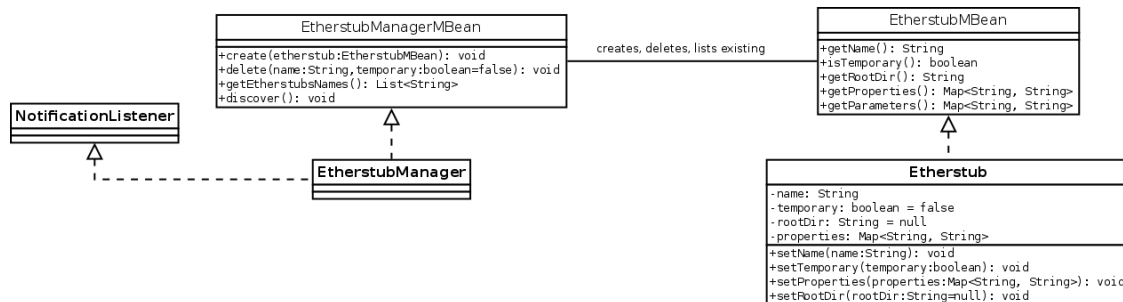 EtherstubManagerMBean
+create(etherstub:EtherstubMBean): void
+delete(name:String,temporary:boolean=false): void
+getEtherstubsNames(): List<String>
+discover(): void
creates, deletes, lists existing
EtherstubMBean
+getName(): String
+isTemporary(): boolean
+getRootDir(): String
+getProperties(): Map<String, String>
+getParameters(): Map<String, String>
NotificationListener
EtherstubManager
Etherstub
-name: String
-temporary: boolean = false
-rootDir: String = null
-properties: Map<String, String>
+setName(name:String): void
+setTemporary(temporary:boolean): void
+setProperties(properties:Map<String, String>): void
+setRootDir(rootDir:String=null): void